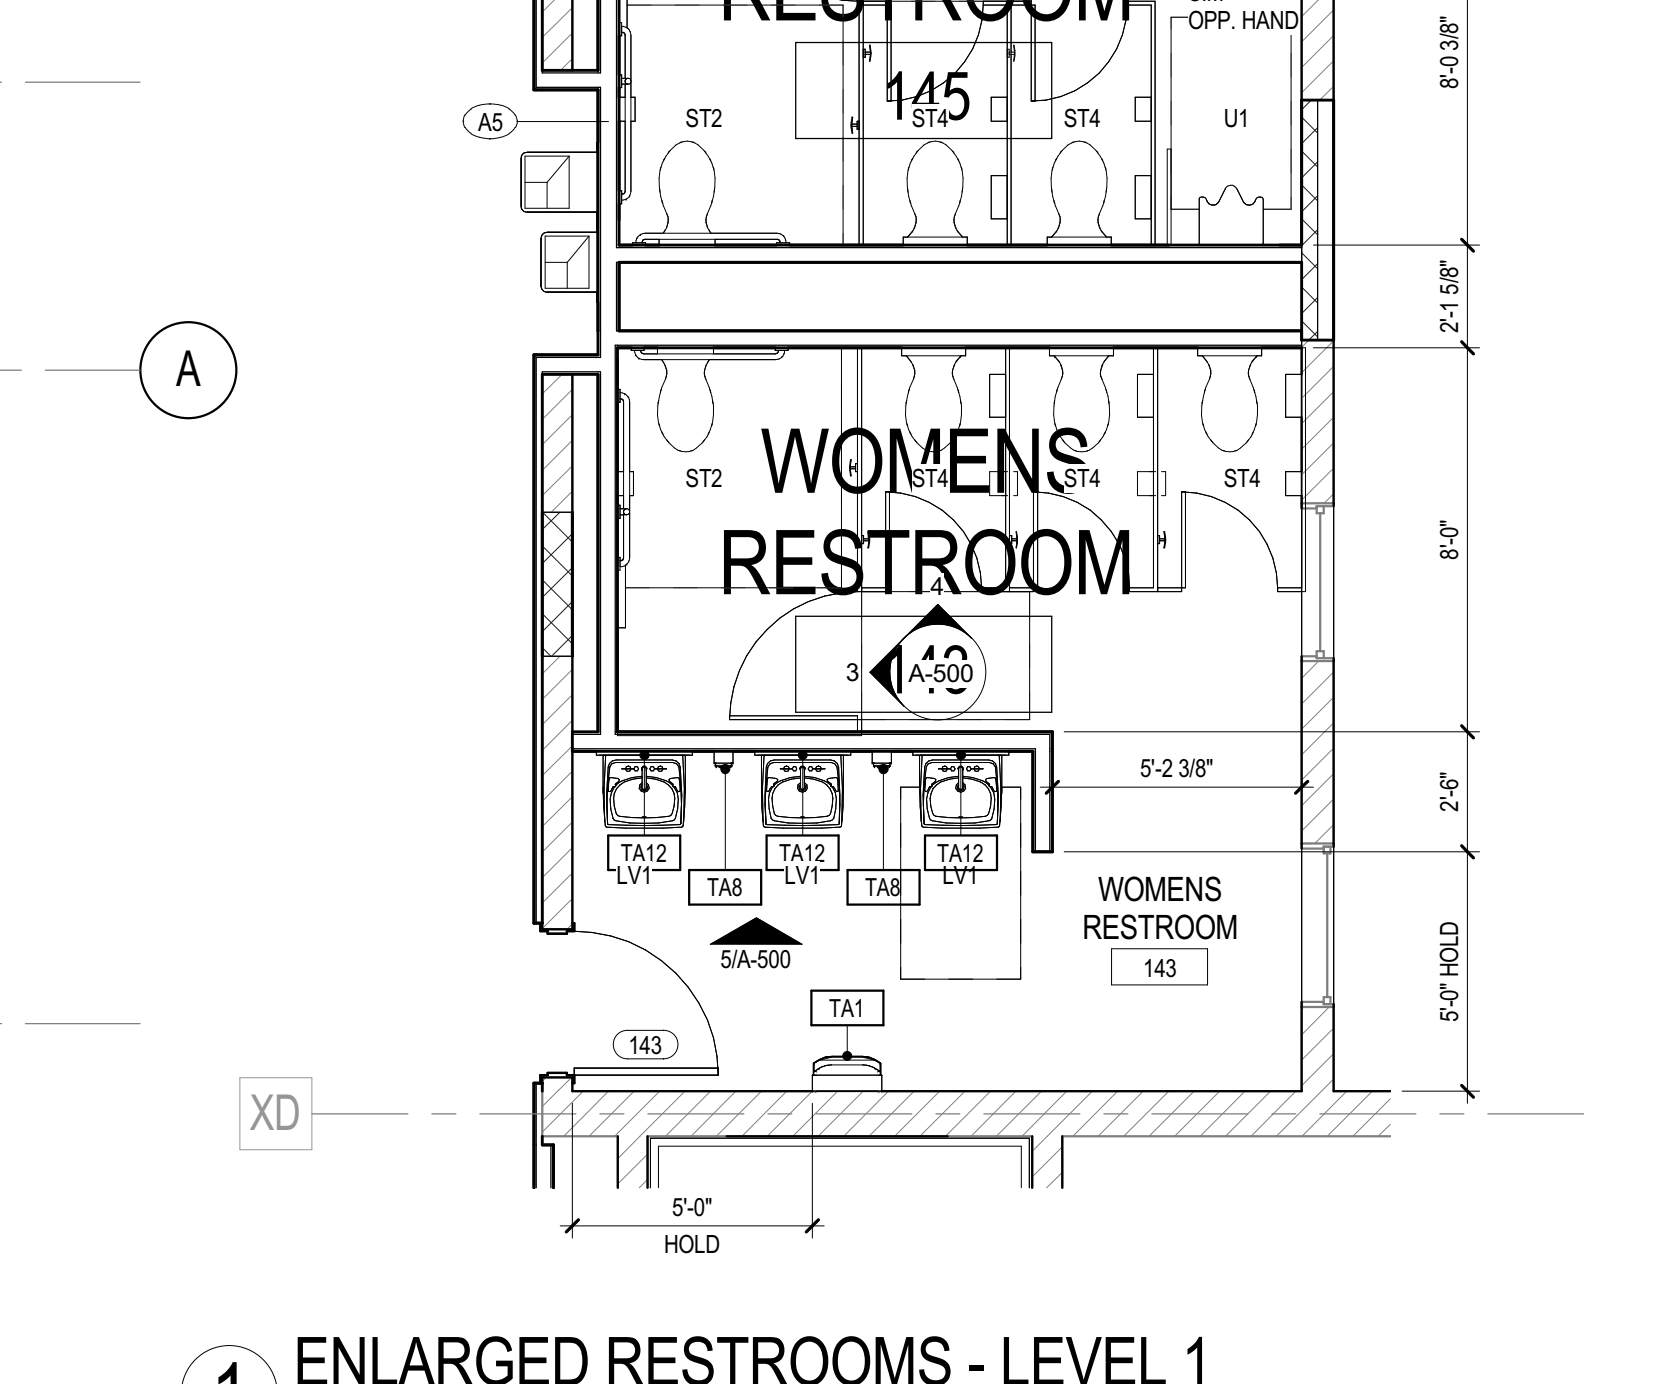 RESTROOM
OPP. HAND
8'-0 3/8"
145
A5
ST2
ST4
ST4
U1
2'-1 5/8"
A
WOMENS
ST2
ST4
ST4
ST4
RESTROOM
8'-0"
4
3
A-500
5'-2 3/8"
2'-6"
TA12
LV1
TA12
LV1
TA12
LV1
TA8
TA8
WOMENS
RESTROOM
143
5/A-500
5'-0" HOLD
TA1
143
XD
5'-0"
HOLD
1
ENLARGED RESTROOMS - LEVEL 1